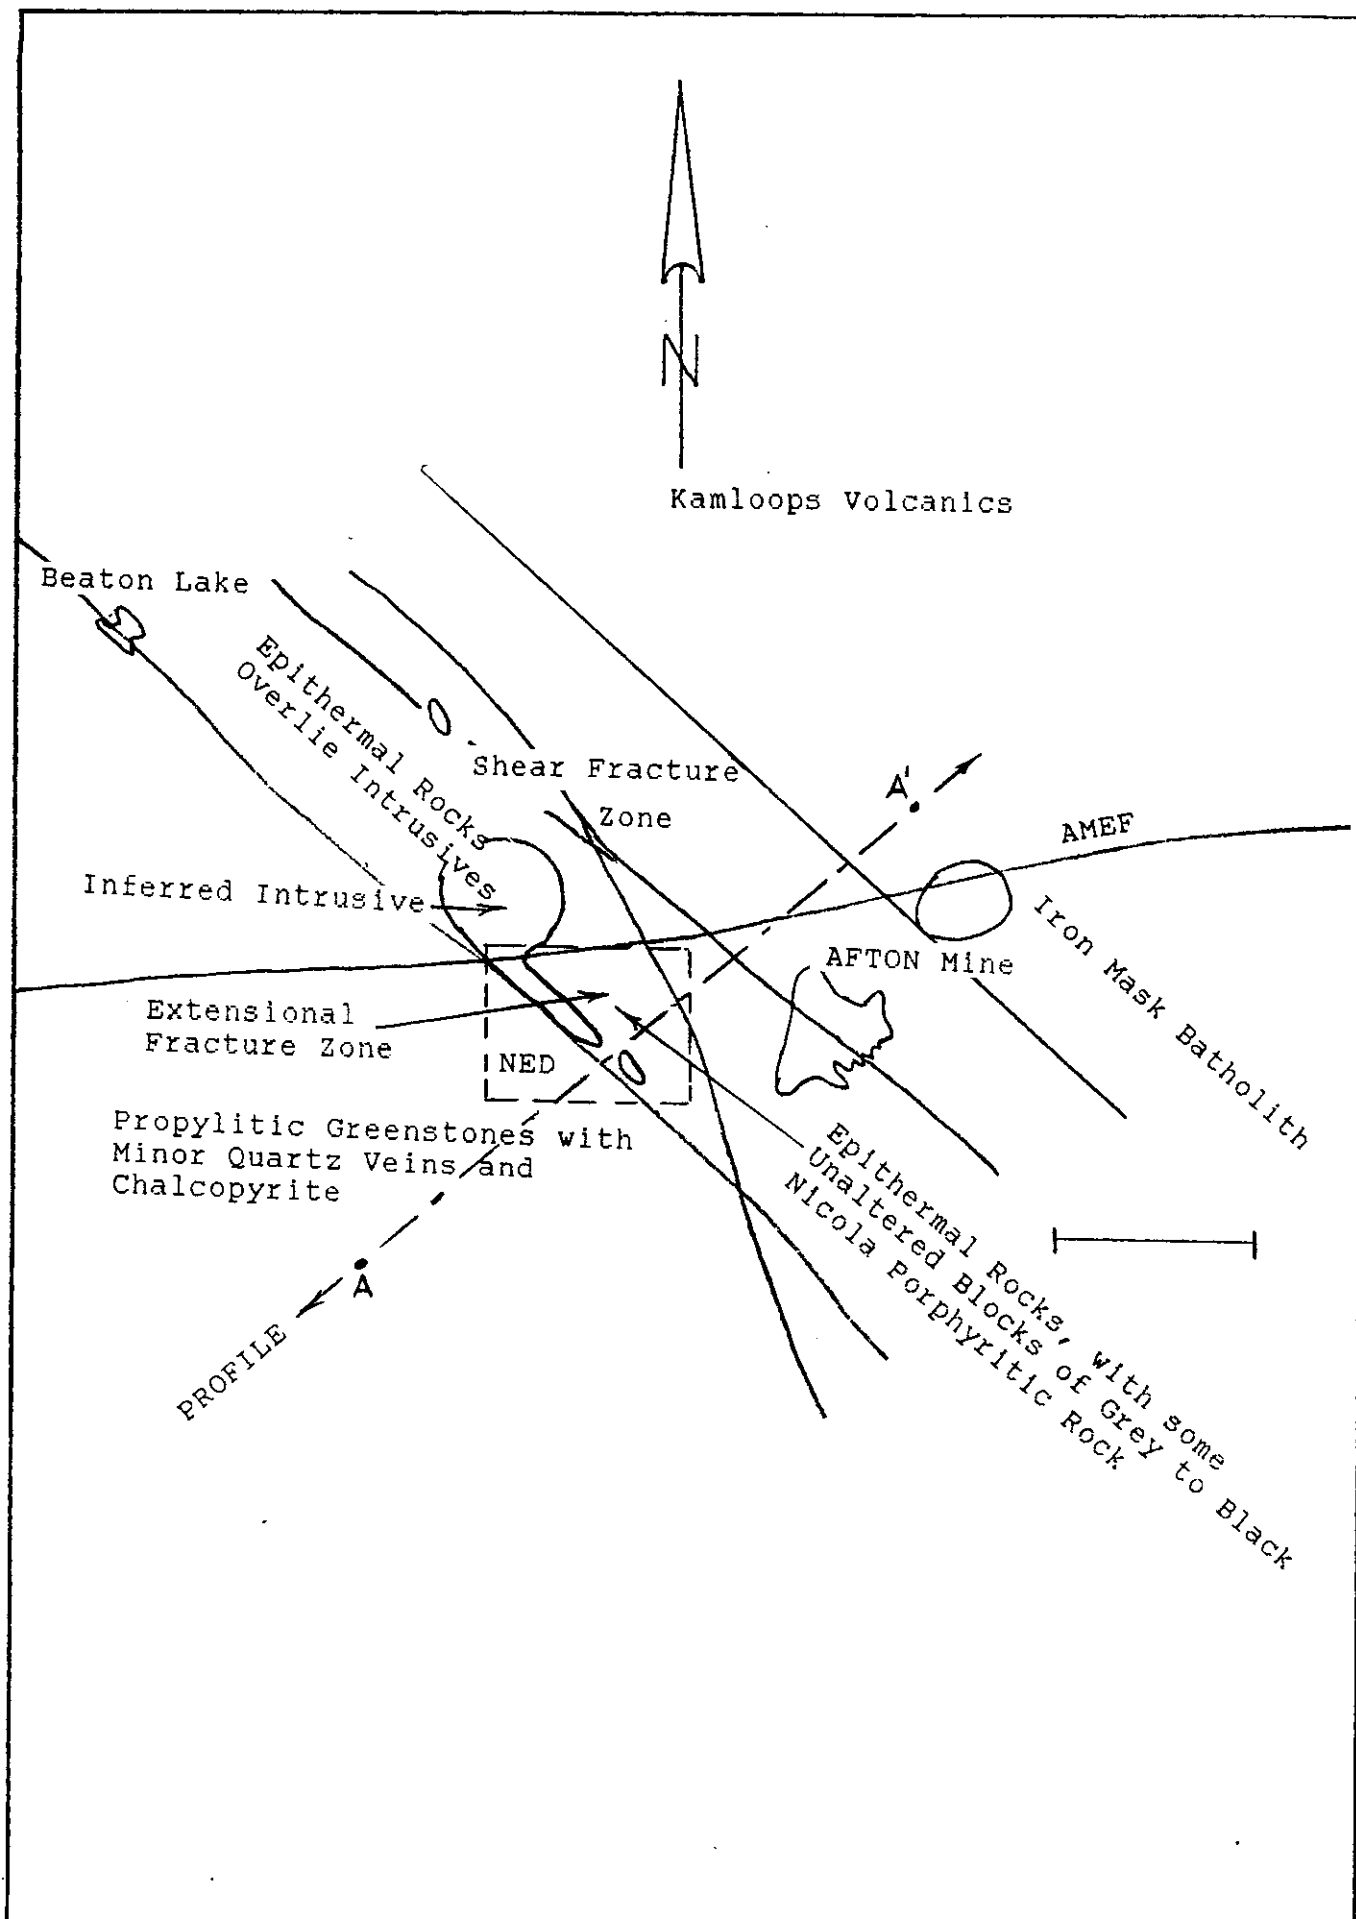 N
Kamloops Volcanics
Beaton Lake
Epithermal Rocks
Overlie Intrusives
Shear Fracture
Zone
A'
AMEF
Inferred Intrusive
Iron Mask Batholith
AFTON Mine
Extensional
Fracture Zone
NED
Propylitic Greenstones with
Minor Quartz Veins and
Chalcopyrite
Epithermal Rocks, with some
Unaltered Blocks of Grey to Black
Nicola Porphyritic Rock
A
PROFILE